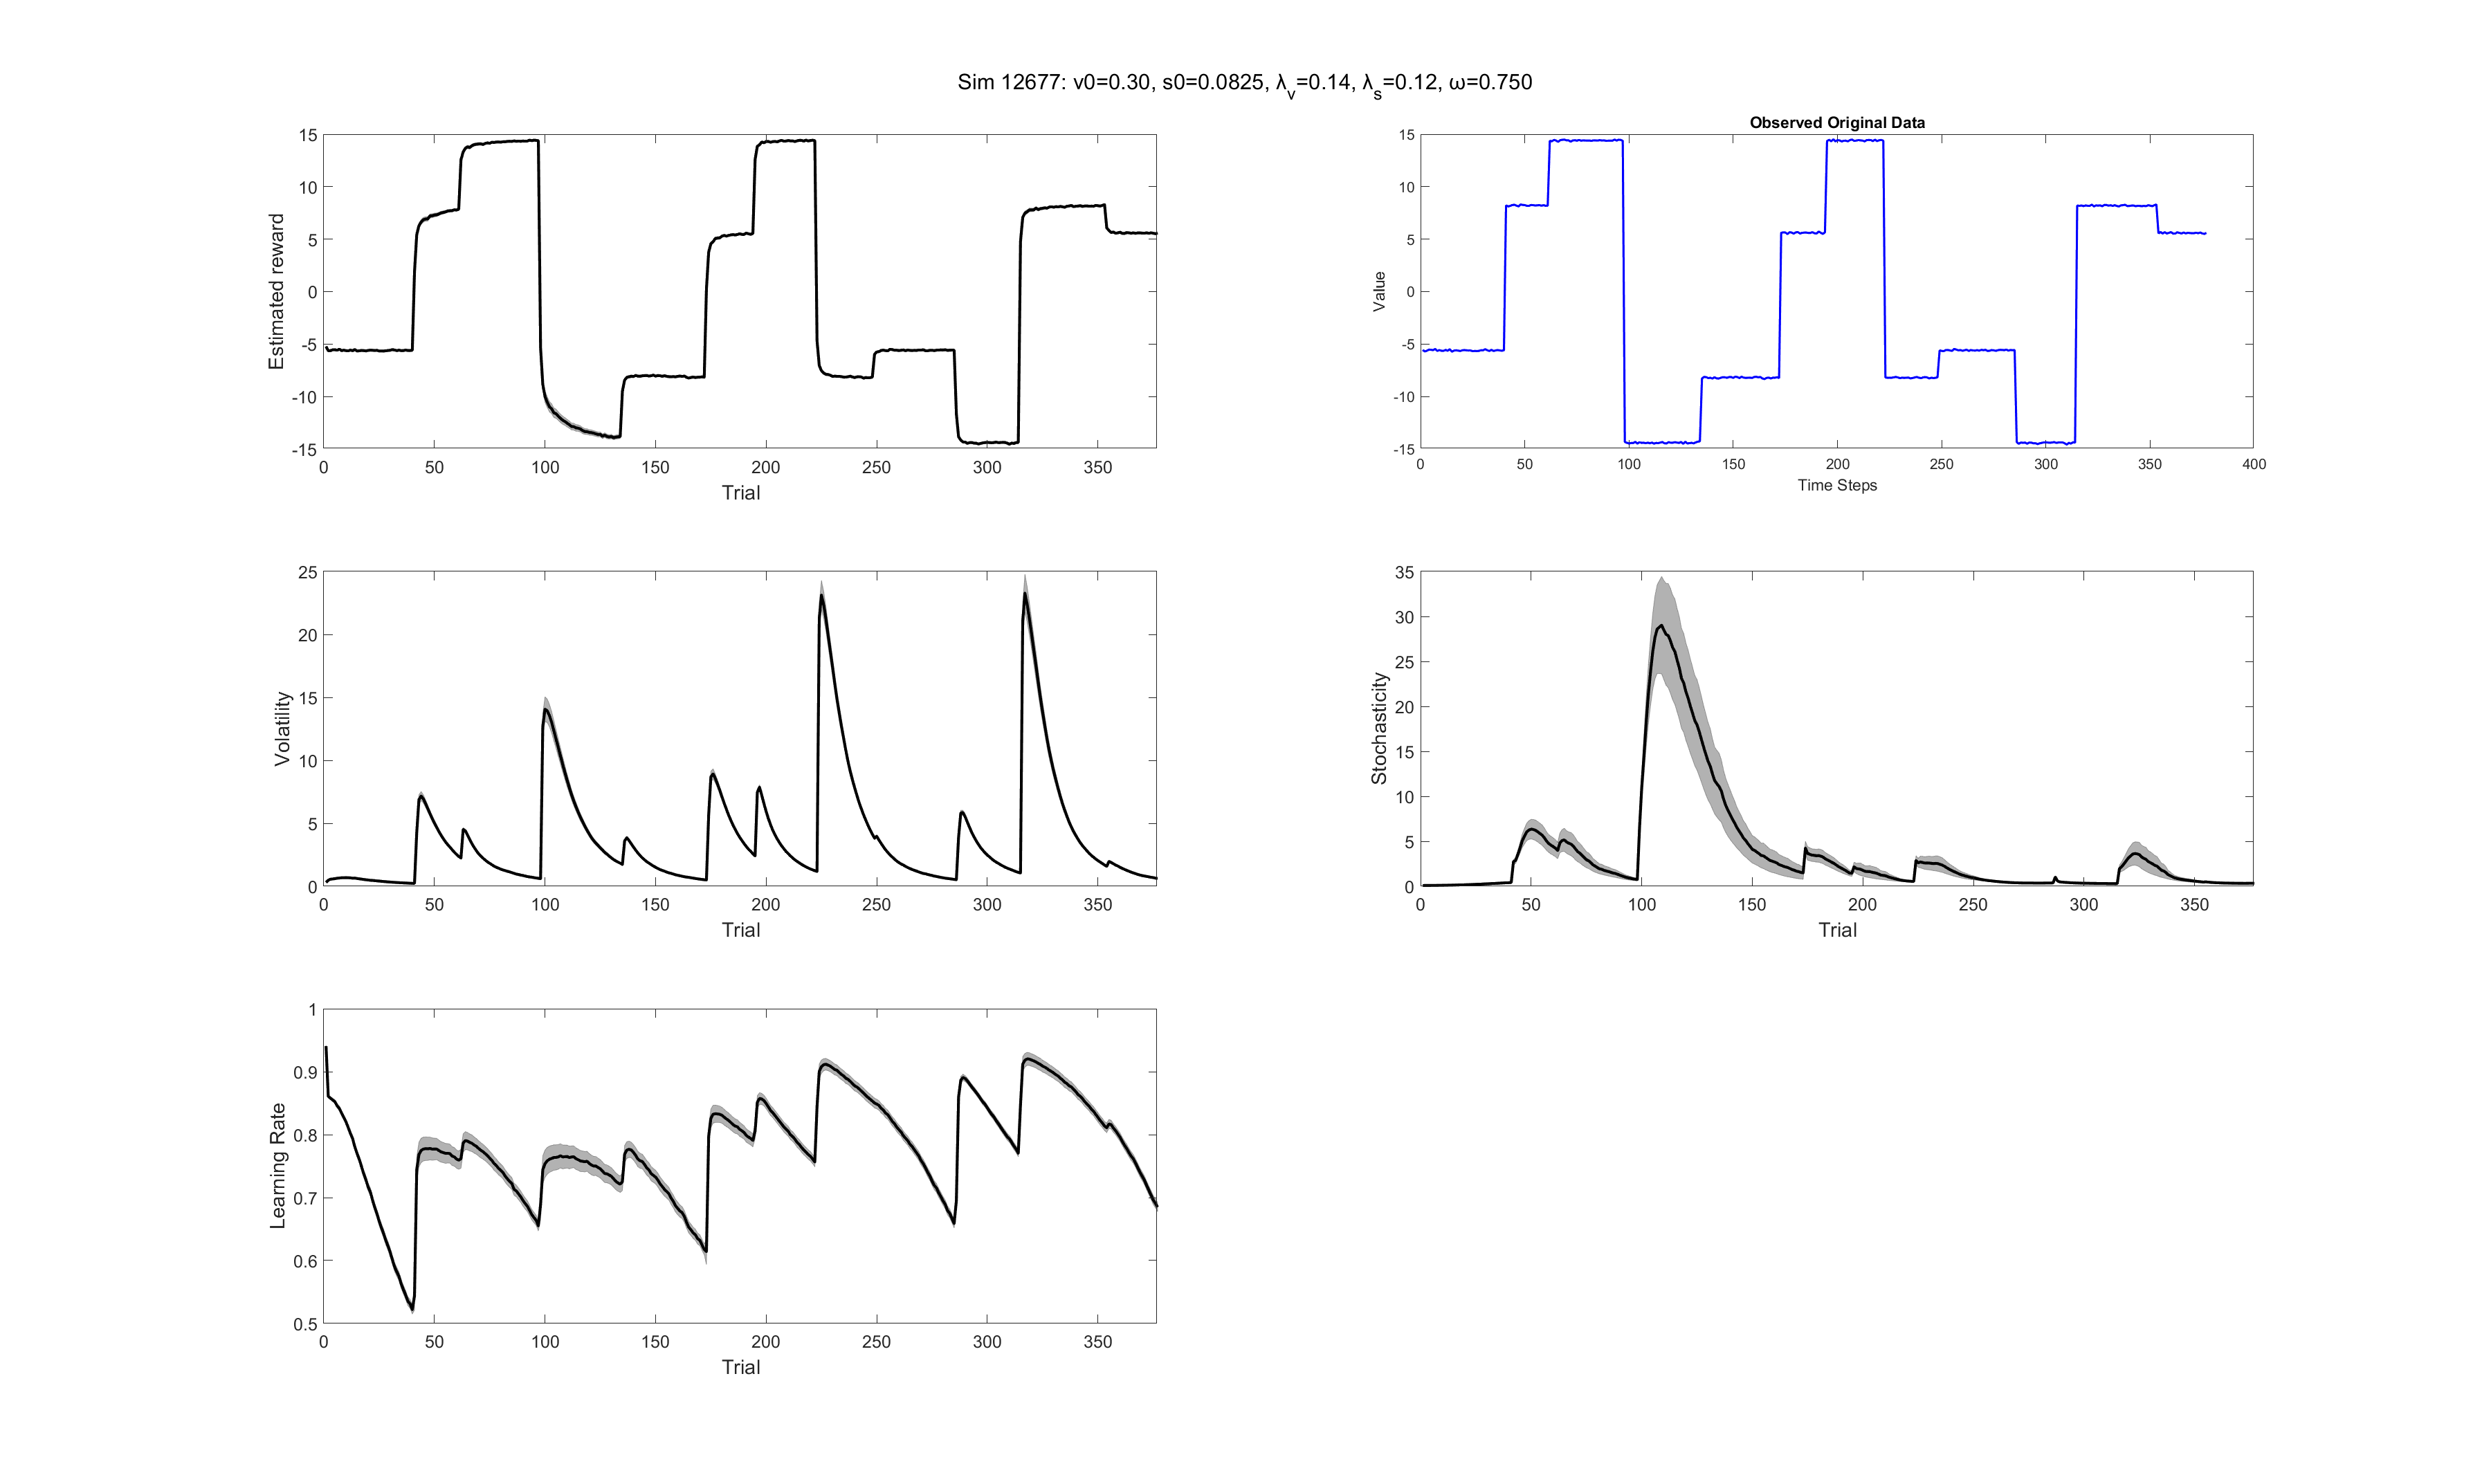 Sim 12677: v0=0.30, s0=0.0825, λv=0.14, λs=0.12, ω=0.750
15
10
5
0
-5
-10
-15
Estimated reward
0 50 100 150 200 250 300 350
Trial
Observed Original Data
15
10
5
0
-5
-10
-15
Value
0 50 100 150 200 250 300 350 400
Time Steps
25
20
15
10
5
0
Volatility
0 50 100 150 200 250 300 350
Trial
35
30
25
20
15
10
5
0
Stochasticity
0 50 100 150 200 250 300 350
Trial
1
0.9
0.8
0.7
0.6
0.5
Learning Rate
0 50 100 150 200 250 300 350
Trial